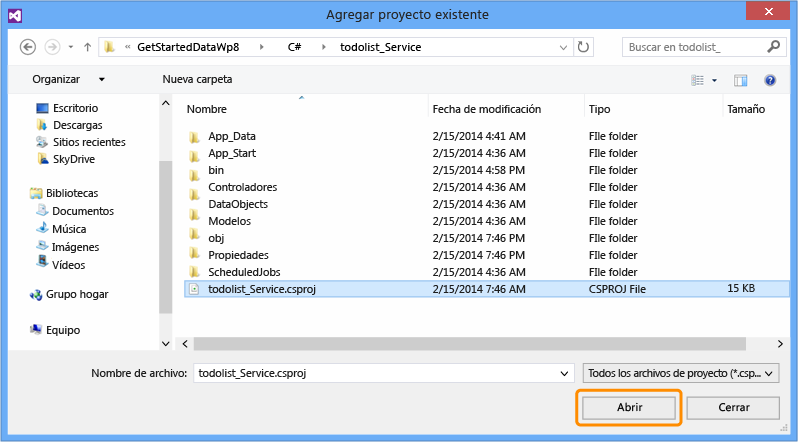 Agregar proyecto existente
« GetStartedDataWp8 C# todolist_Service Buscar en todolist_
Organizar Nueva carpeta
Nombre Fecha de modificación Tipo Tamaño
Escritorio
Descargas
Sitios recientes
SkyDrive
Bibliotecas
Documentos
Música
Imágenes
Vídeos
Grupo hogar
Equipo
App_Data 2/15/2014 4:41 AM FIle folder
App_Start 2/15/2014 4:36 AM FIle folder
bin 2/15/2014 4:58 PM FIle folder
Controladores 2/15/2014 4:36 AM FIle folder
DataObjects 2/15/2014 4:36 AM FIle folder
Modelos 2/15/2014 4:36 AM FIle folder
obj 2/15/2014 7:46 PM FIle folder
Propiedades 2/15/2014 7:46 PM FIle folder
ScheduledJobs 2/15/2014 4:36 AM FIle folder
todolist_Service.csproj 2/15/2014 7:46 AM CSPROJ File 15 KB
Nombre de archivo: todolist_Service.csproj Todos los archivos de proyecto (*.csp...
Abrir Cerrar